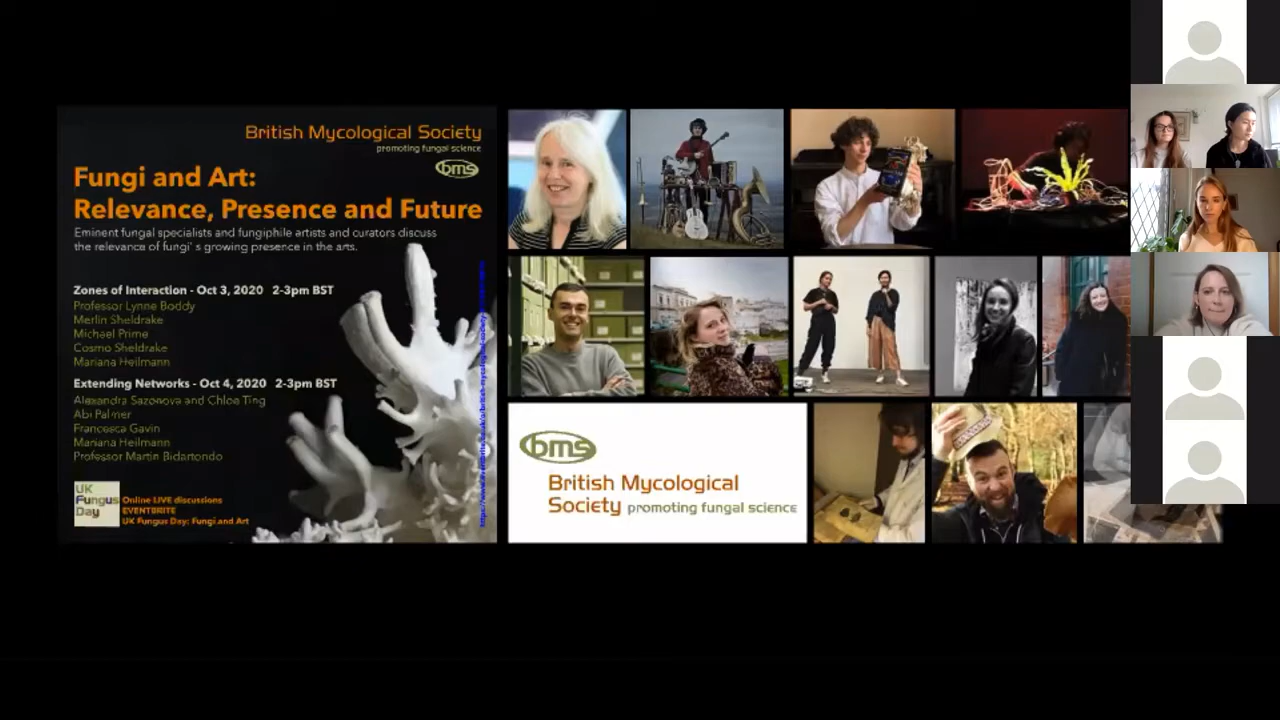 British Mycological Society
promoting fungal science
bms
Fungi and Art:
Relevance, Presence and Future
Eminent fungal specialists and fungiphile artists and curators discuss
the relevance of fungi' s growing presence in the arts.
Zones of Interaction - Oct 3, 2020 2-3pm BST
Professor Lynne Boddy
Merlin Sheldrake
Michael Prime
Cosmo Sheldrake
Mariana Heilmann
Extending Networks - Oct 4, 2020 2-3pm BST
Alexandra Sazonova and Chloe Ting
Abi Palmer
Francesca Gavin
Mariana Heilmann
Professor Martin Bidartondo
UK
Fungus
Day
Online LIVE discussions
EVENTBRITE
UK Fungus Day: Fungi and Art
bms
British Mycological
Society promoting fungal science